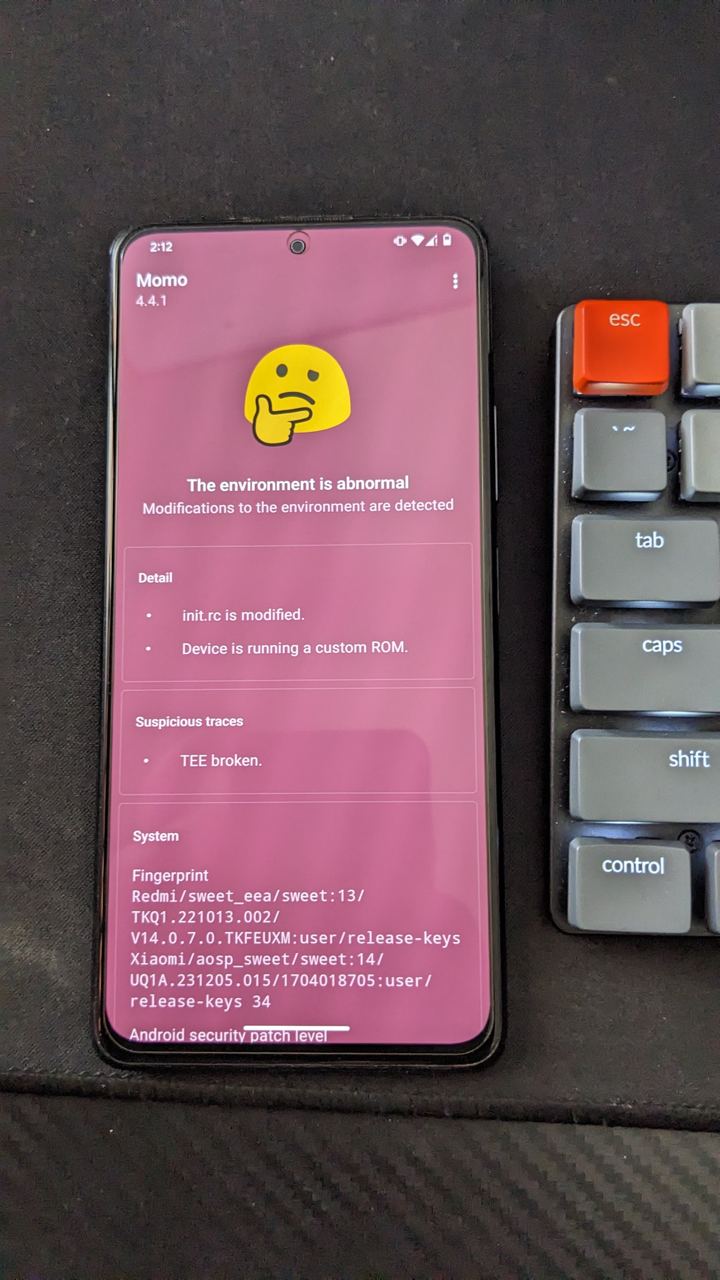 2:12
Momo
4.4.1
The environment is abnormal
Modifications to the environment are detected
Detail
• init.rc is modified.
• Device is running a custom ROM.
Suspicious traces
• TEE broken.
System
Fingerprint
Redmi/sweet_eea/sweet:13/
TKQ1.221013.002/
V14.0.7.0.TKFEUXM:user/release-keys
Xiaomi/aosp_sweet/sweet:14/
UQ1A.231205.015/1704018705:user/
release-keys 34
Android security patch level
esc
` ~
tab
caps
shift
control